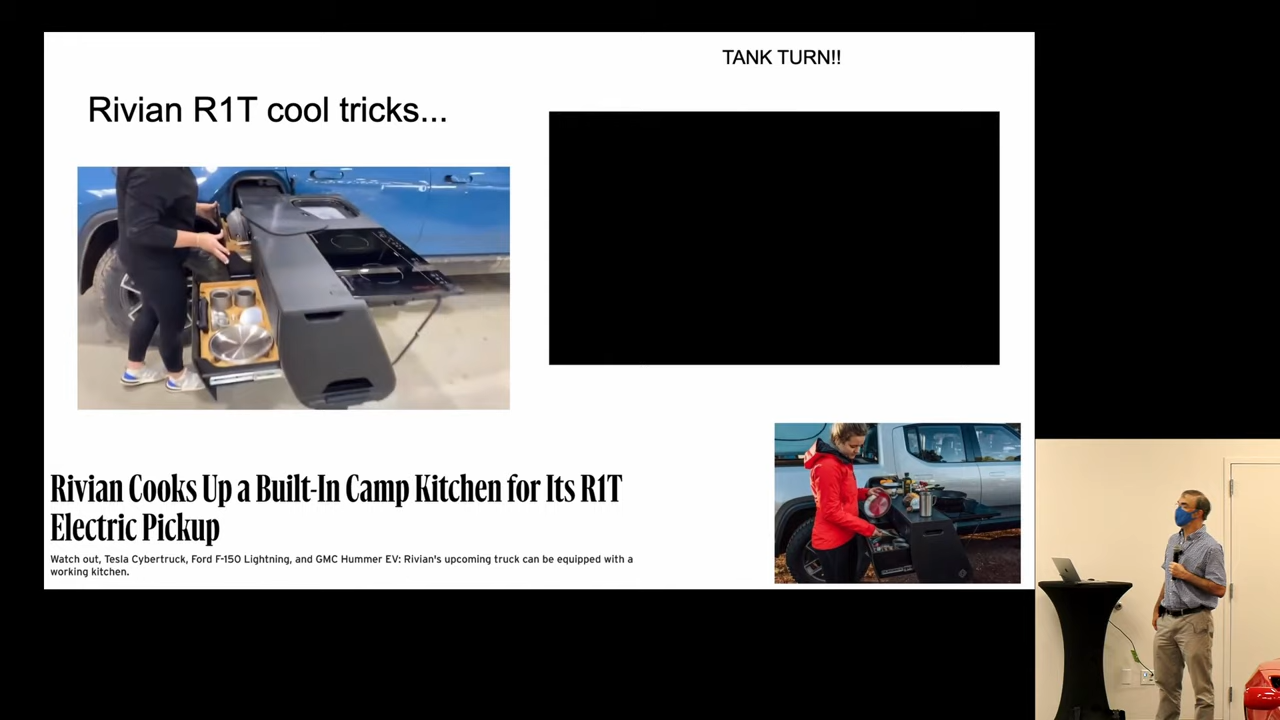 TANK TURN!!
Rivian R1T cool tricks...
Rivian Cooks Up a Built-In Camp Kitchen for Its R1T
Electric Pickup
Watch out, Tesla Cybertruck, Ford F-150 Lightning, and GMC Hummer EV: Rivian's upcoming truck can be equipped with a
working kitchen.